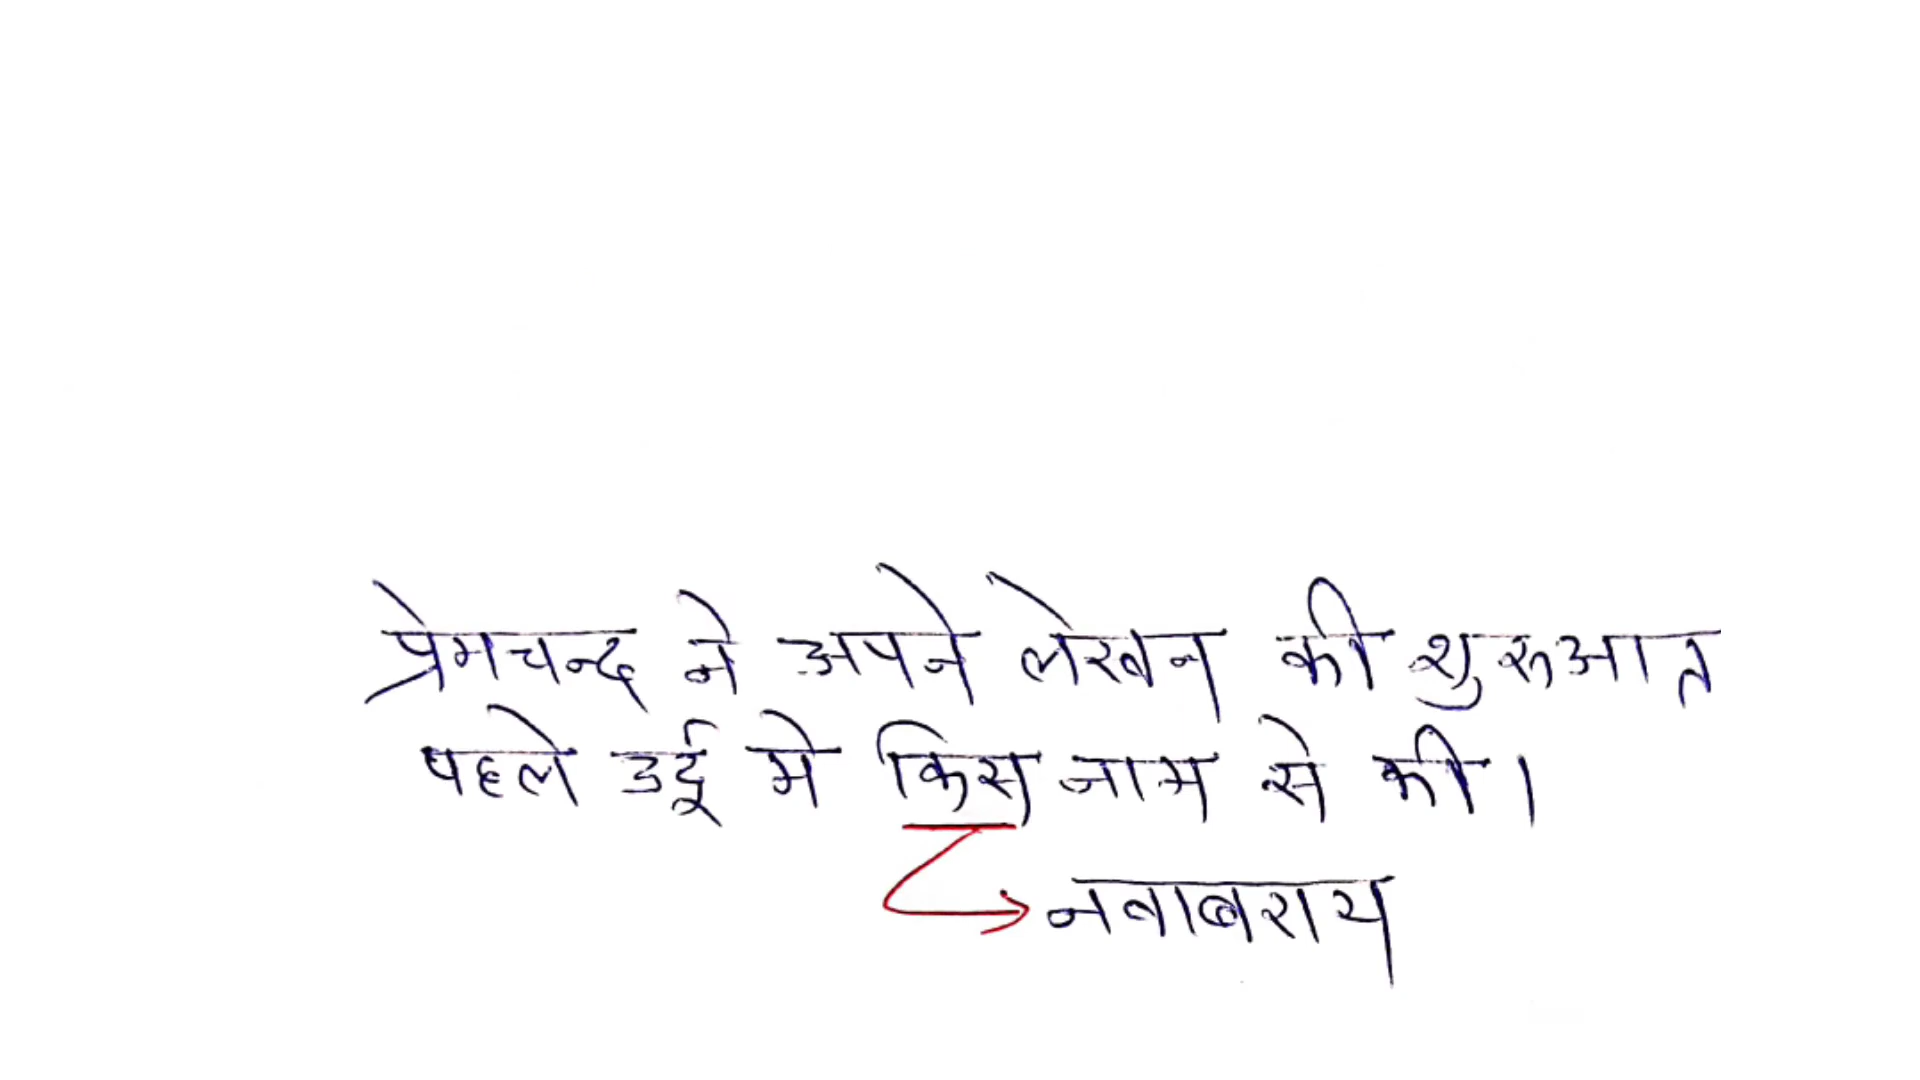 प्रेमचन्द ने अपने लेखन की शुरुआत
पहले उर्दू मे किस नाम से की।
नवाबराय